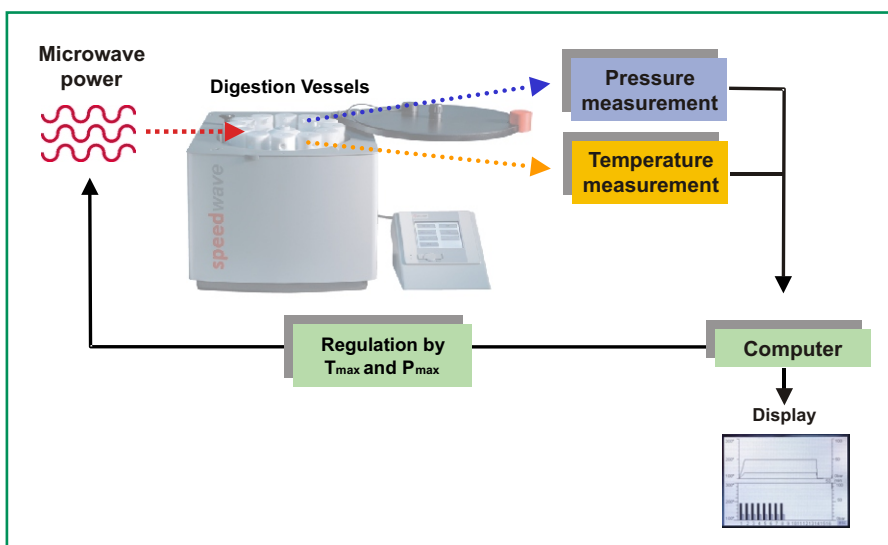 Microwave
power
Digestion Vessels
Pressure
measurement
Temperature
measurement
speedwave
Regulation by
Tmax and Pmax
Computer
Display